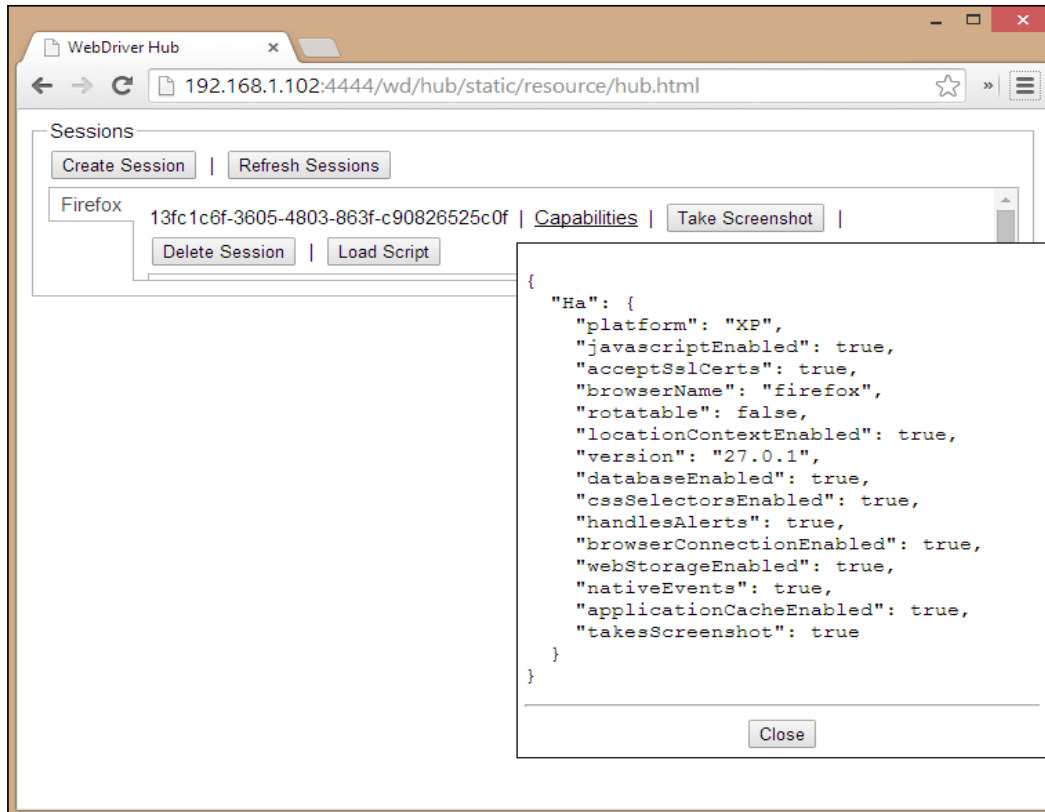 WebDriver Hub
192.168.1.102:4444/wd/hub/static/resource/hub.html
Sessions
Create Session | Refresh Sessions
Firefox
13fc1c6f-3605-4803-863f-c90826525c0f | Capabilities | Take Screenshot |
Delete Session | Load Script
{
"Ha": {
"platform": "XP",
"javascriptEnabled": true,
"acceptSslCerts": true,
"browserName": "firefox",
"rotatable": false,
"locationContextEnabled": true,
"version": "27.0.1",
"databaseEnabled": true,
"cssSelectorsEnabled": true,
"handlesAlerts": true,
"browserConnectionEnabled": true,
"webStorageEnabled": true,
"nativeEvents": true,
"applicationCacheEnabled": true,
"takesScreenshot": true
}
}
Close